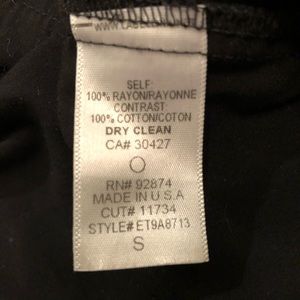 SELF:
100% RAYON/RAYONNE
CONTRAST:
100% COTTON/COTON
DRY CLEAN
CA# 30427
RN# 92874
MADE IN U.S.A
CUT# 11734
STYLE# ET9A8713
S